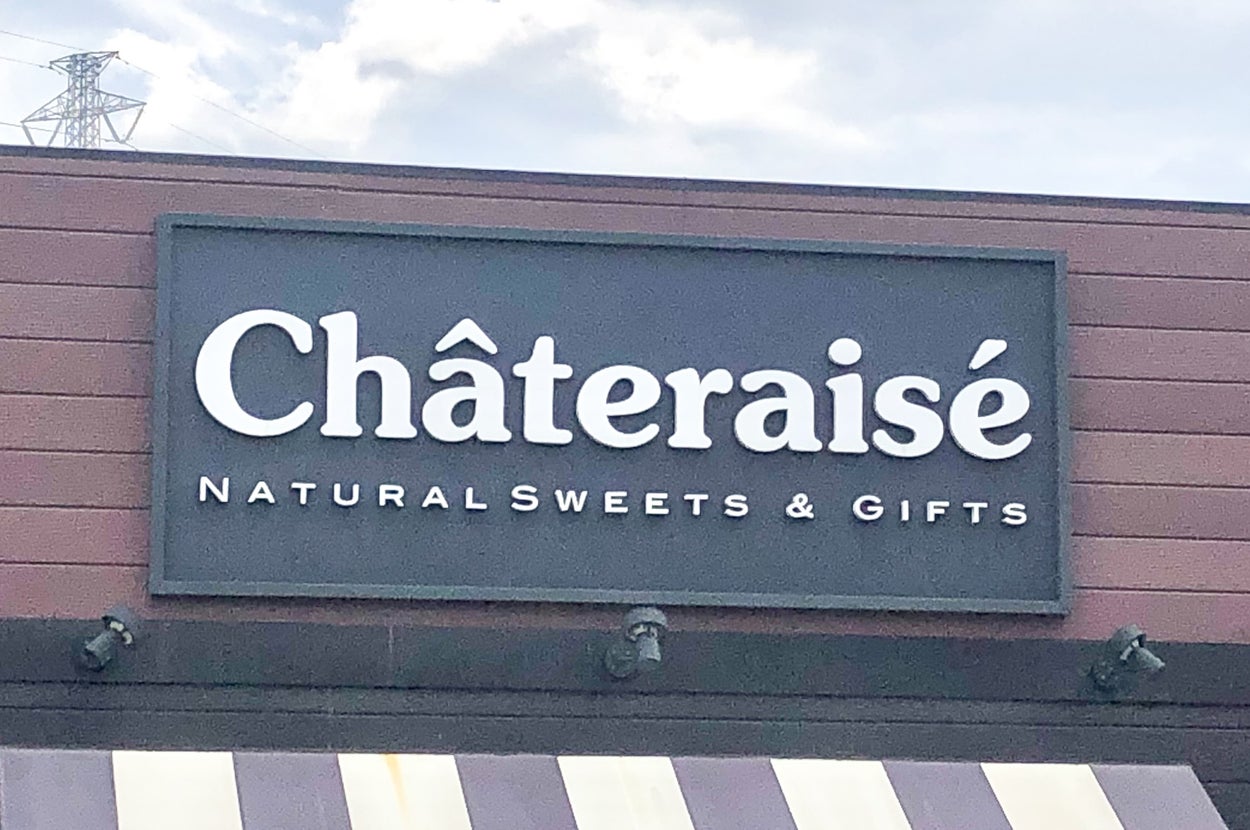 Châteraisé
NATURAL SWEETS & GIFTS